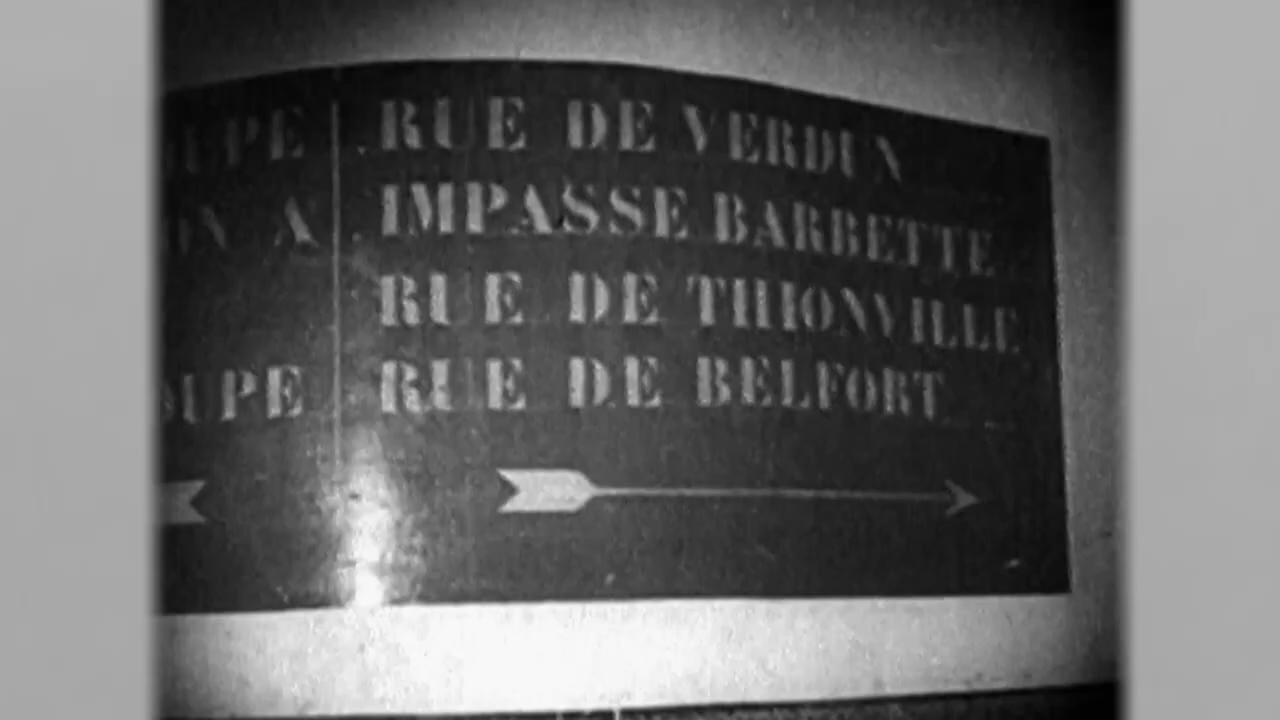 RUE DE VERDUN
IMPASSE BARBETTE
RUE DE THIONVILLE
RUE DE BELFORT